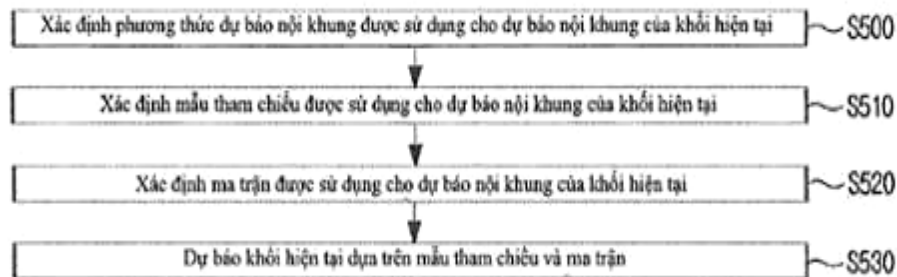 Xác định phương thức dự báo nội khung được sử dụng cho dự báo nội khung của khối hiện tại S500
Xác định mẫu tham chiếu được sử dụng cho dự báo nội khung của khối hiện tại S510
Xác định ma trận được sử dụng cho dự báo nội khung của khối hiện tại S520
Dự báo khối hiện tại dựa trên mẫu tham chiếu và ma trận S530